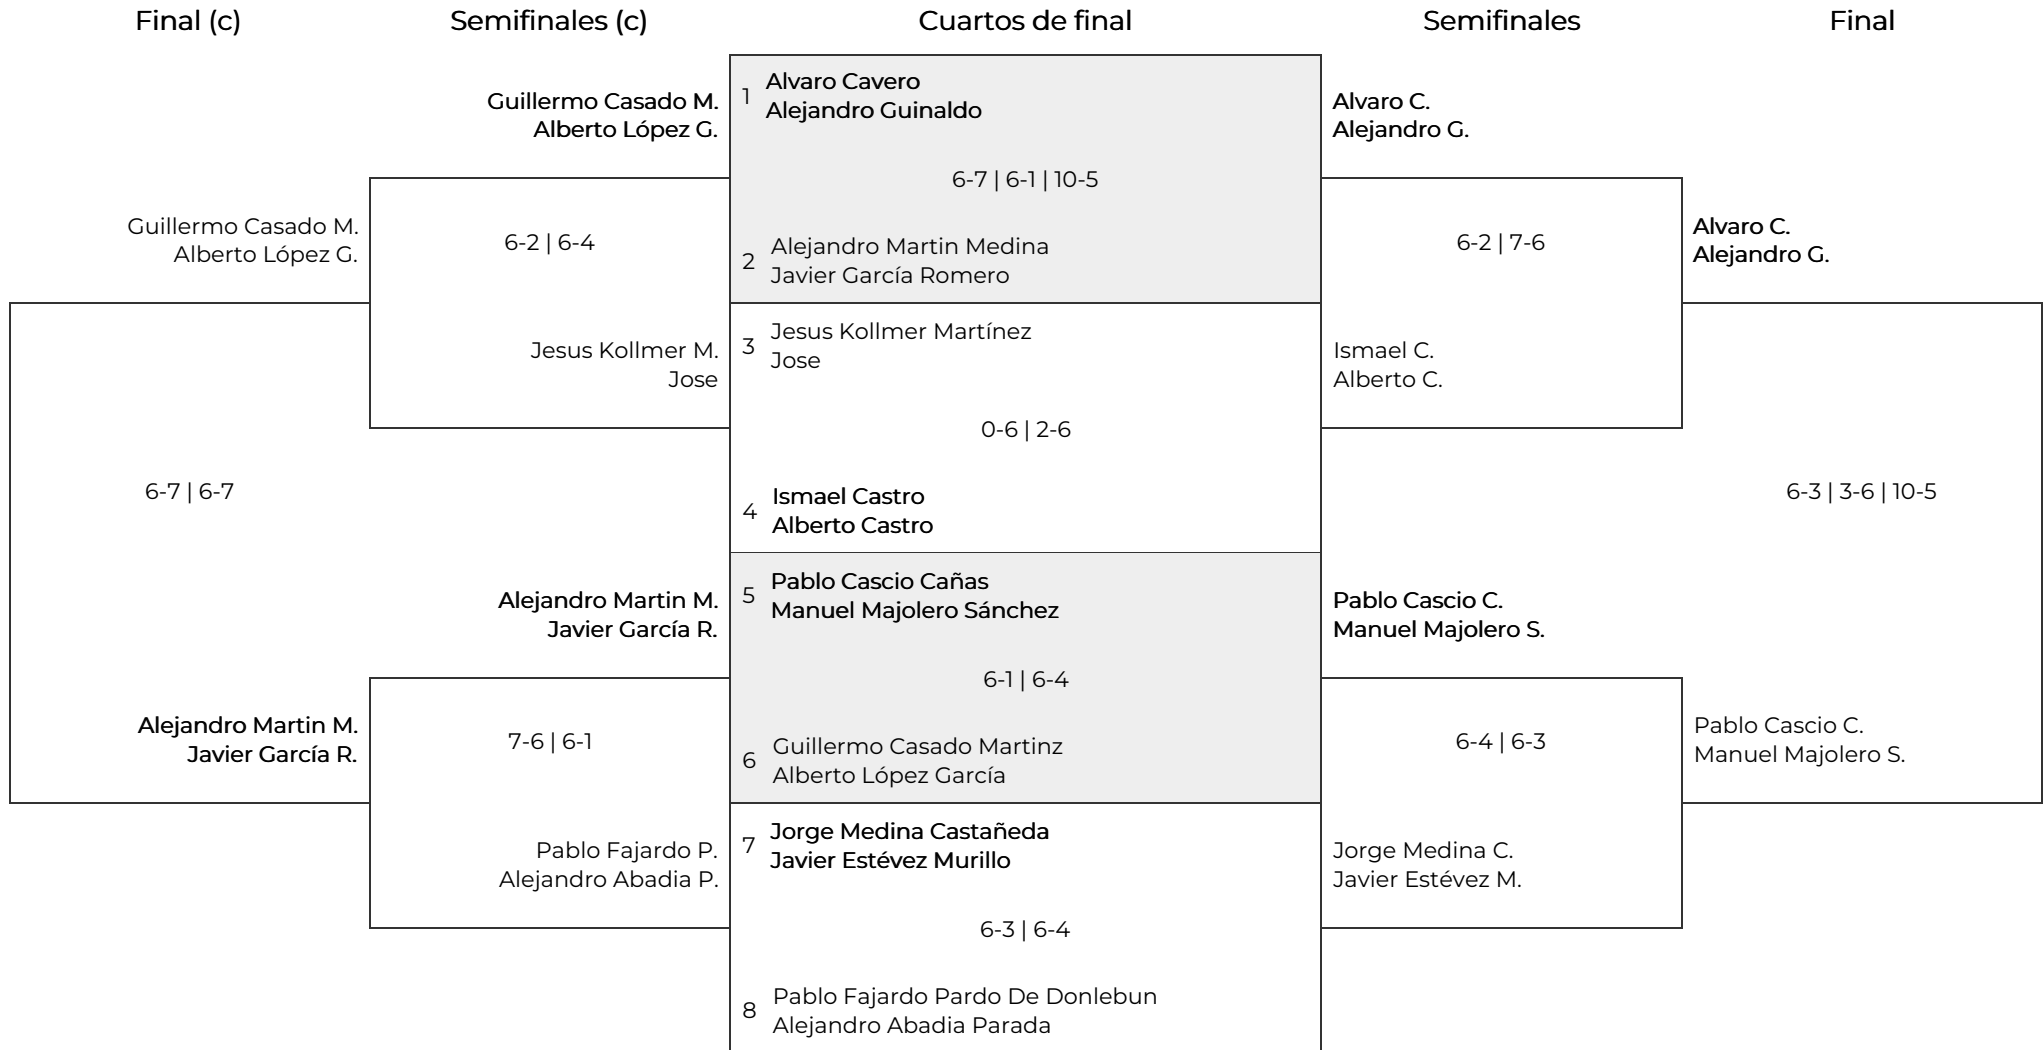 Final (c)
Semifinales (c)
Cuartos de final
Semifinales
Final
Guillermo Casado M.
Alberto López G.
6-7 | 6-7
Alejandro Martin M.
Javier García R.
Guillermo Casado M.
Alberto López G.
6-2 | 6-4
Jesus Kollmer M.
Jose
Alejandro Martin M.
Javier García R.
7-6 | 6-1
Pablo Fajardo P.
Alejandro Abadia P.
1
Alvaro Cavero
Alejandro Guinaldo
6-7 | 6-1 | 10-5
2
Alejandro Martin Medina
Javier García Romero
3
Jesus Kollmer Martínez
Jose
0-6 | 2-6
4
Ismael Castro
Alberto Castro
5
Pablo Cascio Cañas
Manuel Majolero Sánchez
6-1 | 6-4
6
Guillermo Casado Martinz
Alberto López García
7
Jorge Medina Castañeda
Javier Estévez Murillo
6-3 | 6-4
8
Pablo Fajardo Pardo De Donlebun
Alejandro Abadia Parada
Alvaro C.
Alejandro G.
6-2 | 7-6
Ismael C.
Alberto C.
Pablo Cascio C.
Manuel Majolero S.
6-4 | 6-3
Jorge Medina C.
Javier Estévez M.
Alvaro C.
Alejandro G.
6-3 | 3-6 | 10-5
Pablo Cascio C.
Manuel Majolero S.